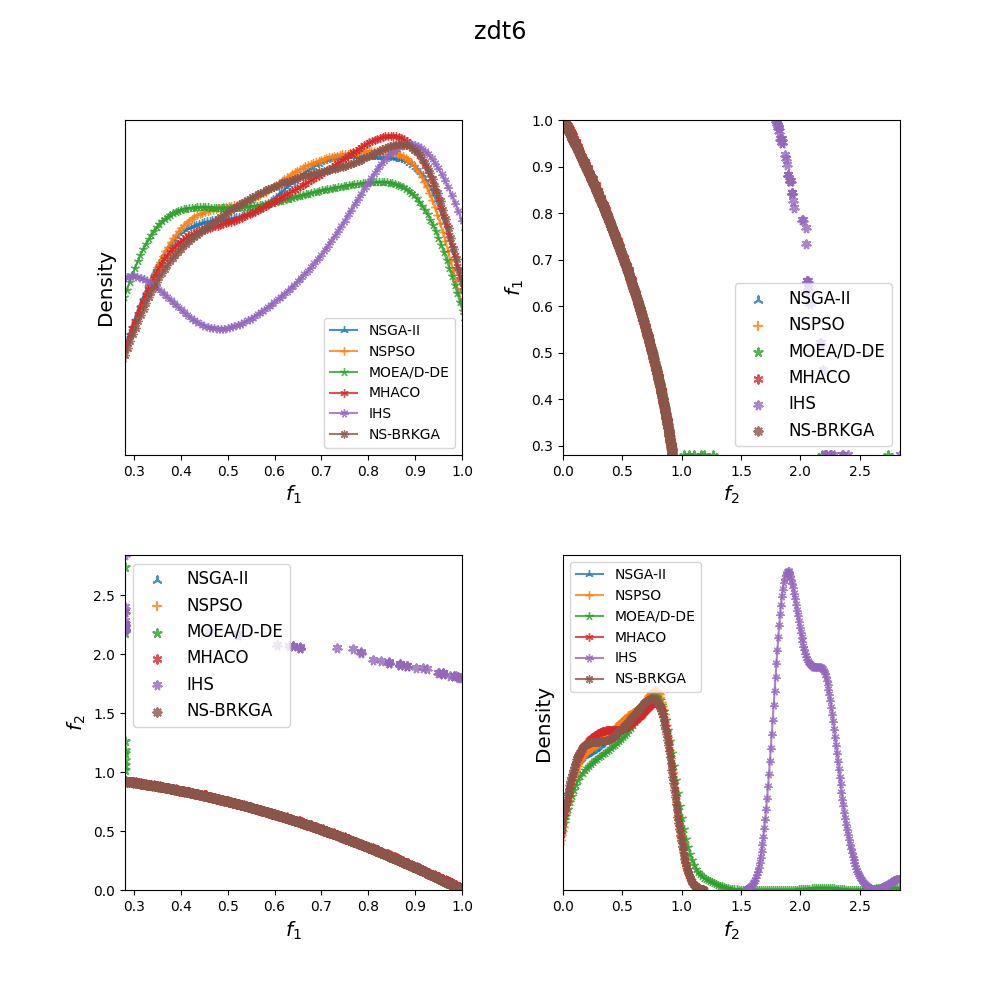 zdt6
Density
NSGA-II
NSPSO
MOEA/D-DE
MHACO
IHS
NS-BRKGA
0.3 0.4 0.5 0.6 0.7 0.8 0.9 1.0
f1
f1
1.0
0.9
0.8
0.7
0.6
0.5
0.4
0.3
NSGA-II
NSPSO
MOEA/D-DE
MHACO
IHS
NS-BRKGA
0.0 0.5 1.0 1.5 2.0 2.5
f2
f2
2.5
2.0
1.5
1.0
0.5
0.0
NSGA-II
NSPSO
MOEA/D-DE
MHACO
IHS
NS-BRKGA
0.3 0.4 0.5 0.6 0.7 0.8 0.9 1.0
f1
Density
NSGA-II
NSPSO
MOEA/D-DE
MHACO
IHS
NS-BRKGA
0.0 0.5 1.0 1.5 2.0 2.5
f2